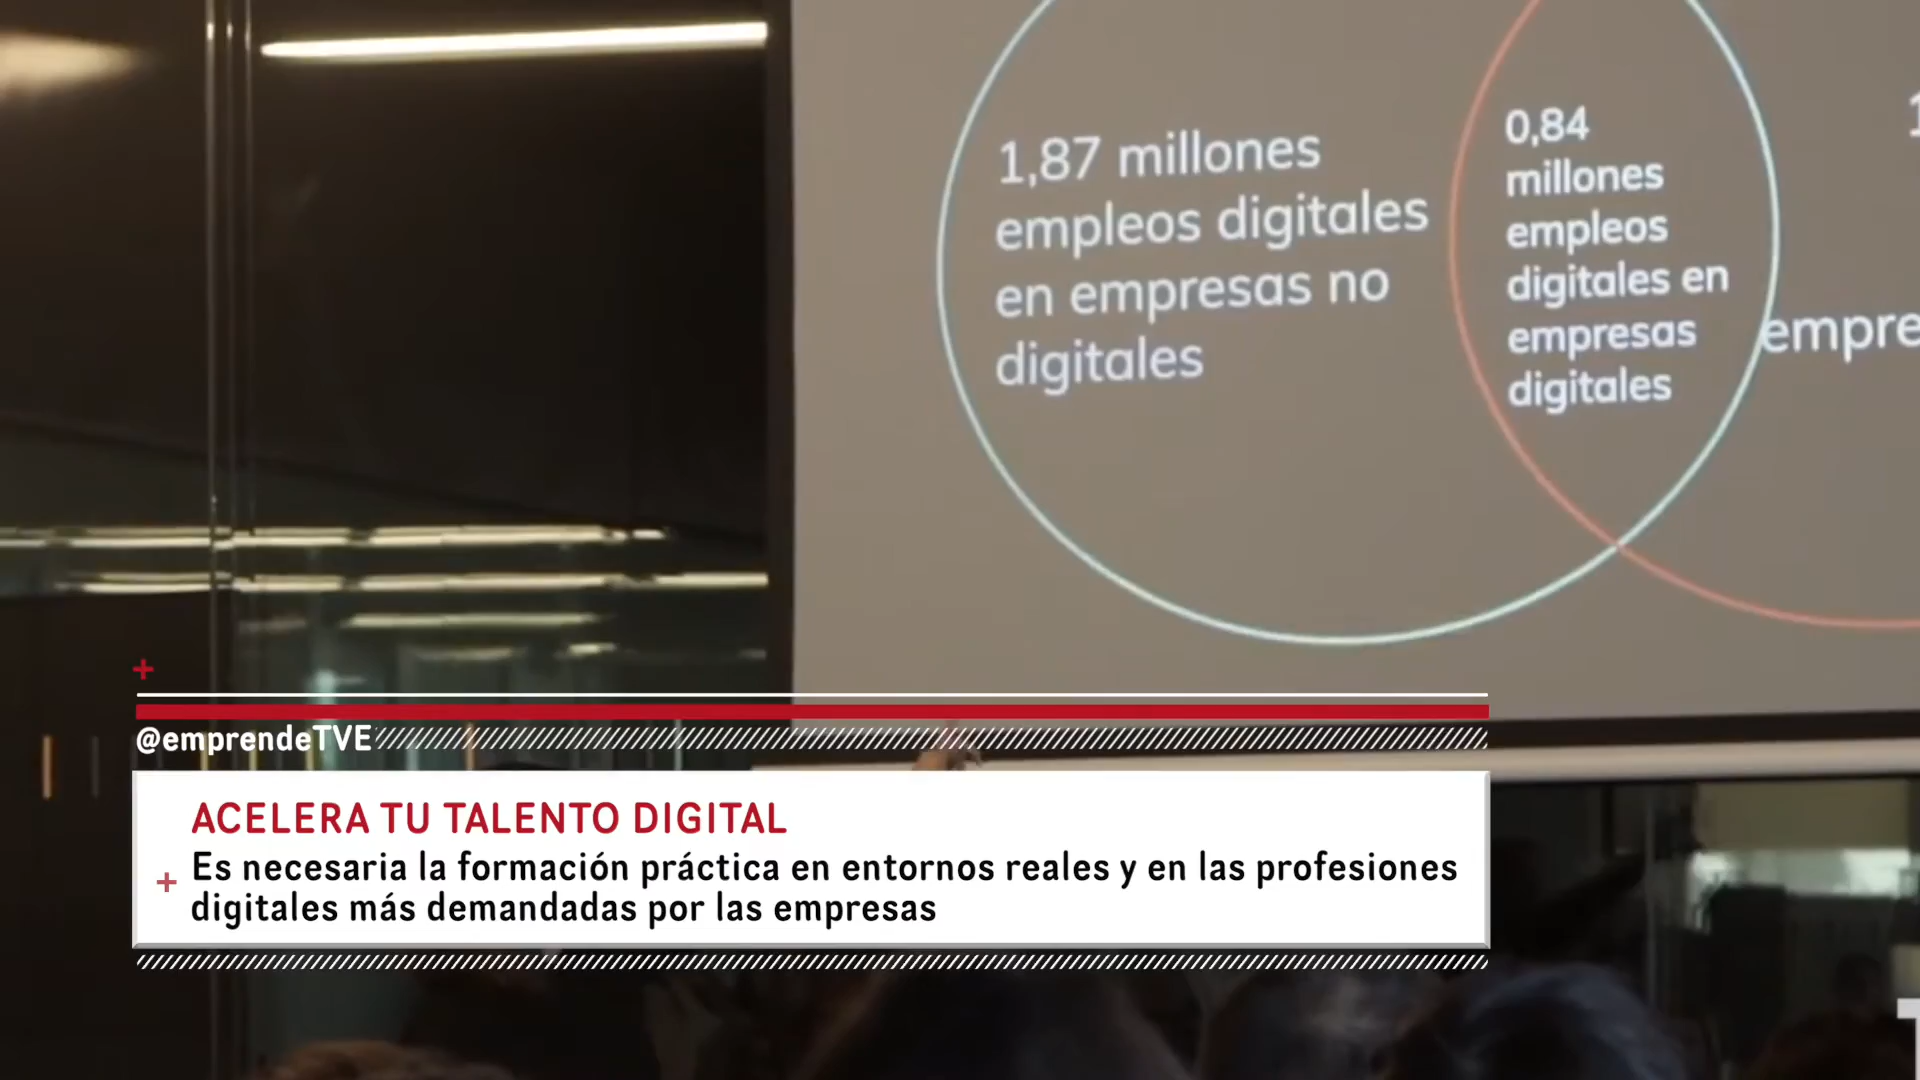 1,87 millones
empleos digitales
en empresas no
digitales
0,84
millones
empleos
digitales en
empresas
digitales
@emprendeTVE
ACELERA TU TALENTO DIGITAL
Es necesaria la formación práctica en entornos reales y en las profesiones
digitales más demandadas por las empresas